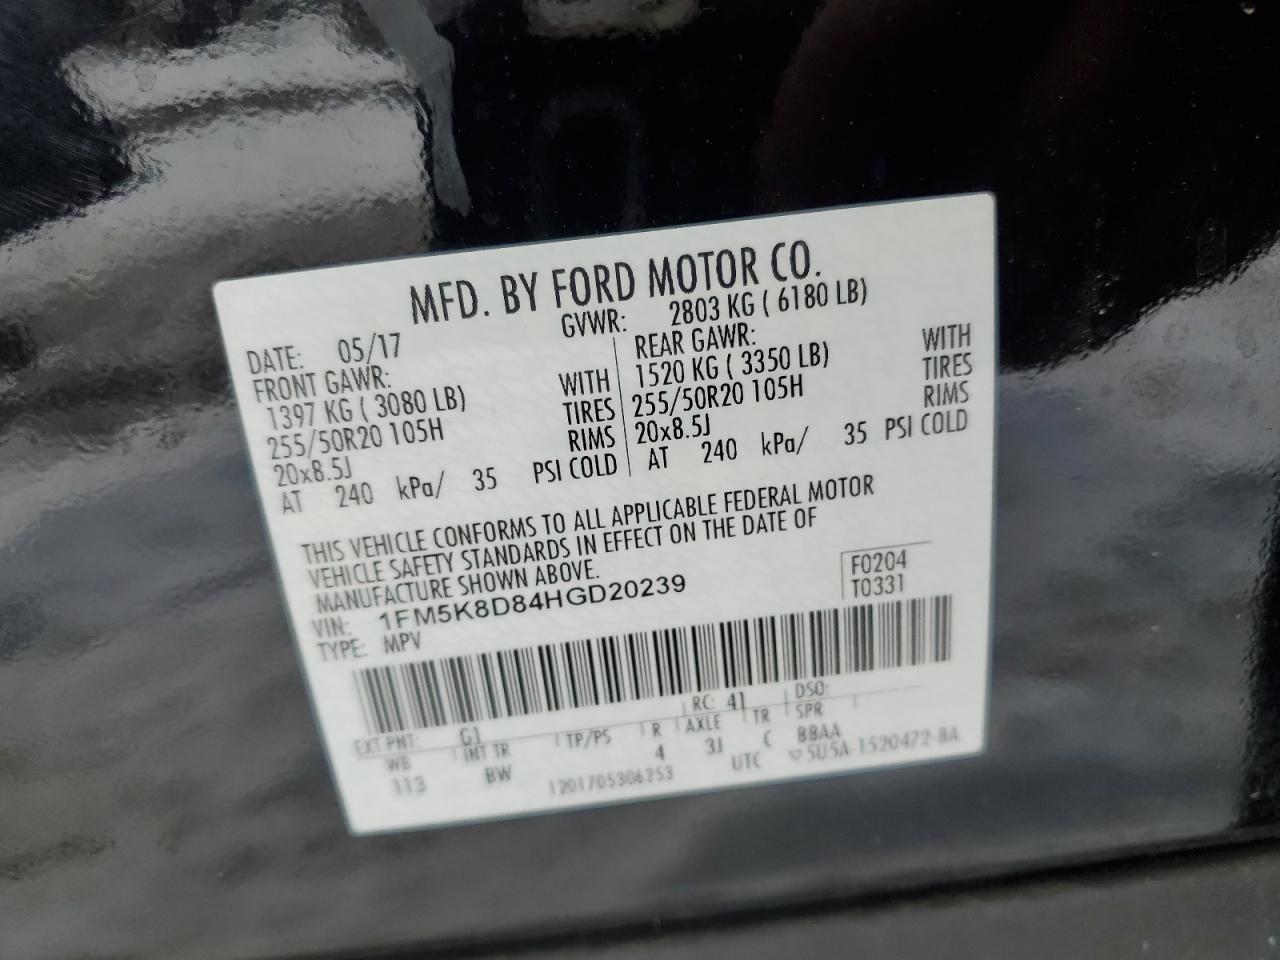 MFD. BY FORD MOTOR CO.
DATE: 05/17 GVWR: 2803 KG ( 6180 LB)
FRONT GAWR: REAR GAWR:
1397 KG ( 3080 LB) WITH 1520 KG ( 3350 LB) WITH
255/50R20 105H TIRES 255/50R20 105H TIRES
20x8.5J RIMS 20x8.5J RIMS
AT 240 kPa/ 35 PSI COLD AT 240 kPa/ 35 PSI COLD
THIS VEHICLE CONFORMS TO ALL APPLICABLE FEDERAL MOTOR
VEHICLE SAFETY STANDARDS IN EFFECT ON THE DATE OF
MANUFACTURE SHOWN ABOVE.
VIN: 1FM5K8D84HGD20239 F0204
TYPE: MPV T0331
EXT PNT: G1 RC: 41 DSO:
WB INT TR TP/PS R AXLE TR SPR
113 BW 4 3J C BBAA
1201705306253 UTC ▽5U5A-1520472-BA